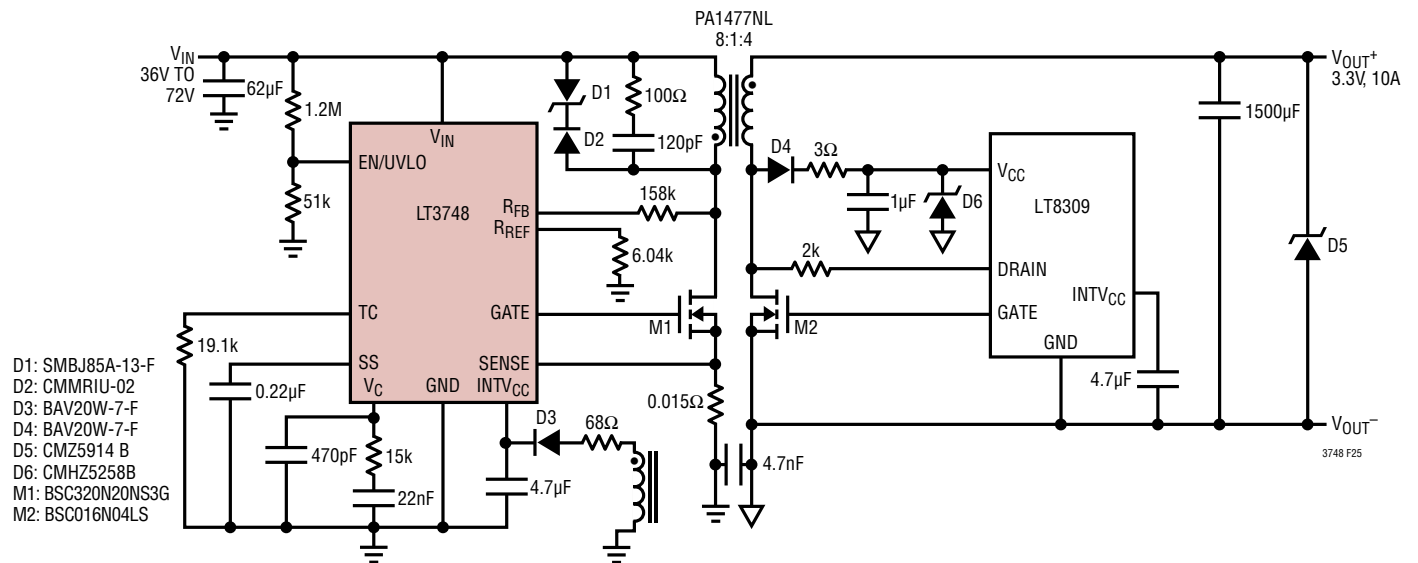 PA1477NL
8:1:4
VIN
36V TO
72V
62µF
1.2M
51k
VIN
EN/UVLO
LT3748
RFB
RREF
TC
GATE
SS
SENSE
VC
GND
INTVCC
D1
D2
100Ω
120pF
158k
6.04k
M1
0.015Ω
19.1k
0.22µF
470pF
15k
22nF
4.7µF
D3
68Ω
4.7nF
D4
3Ω
1µF
D6
2k
M2
VCC
LT8309
DRAIN
INTVCC
GATE
GND
4.7µF
1500µF
D5
VOUT+
3.3V, 10A
VOUT–
3748 F25
D1: SMBJ85A-13-F
D2: CMMRIU-02
D3: BAV20W-7-F
D4: BAV20W-7-F
D5: CMZ5914 B
D6: CMHZ5258B
M1: BSC320N20NS3G
M2: BSC016N04LS